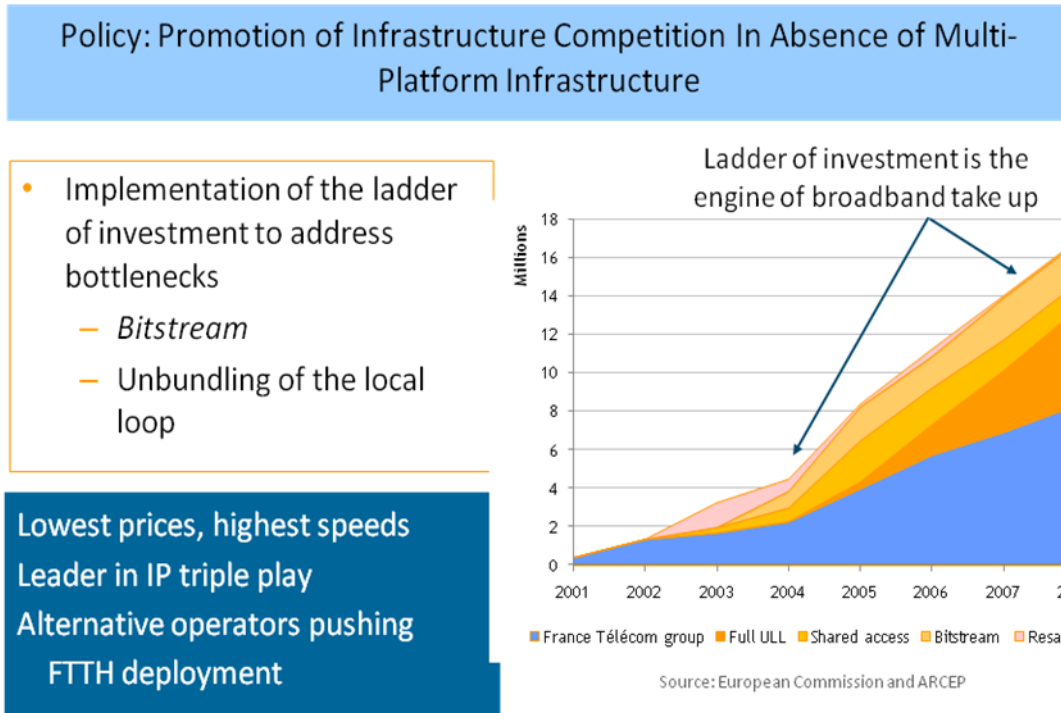 Policy: Promotion of Infrastructure Competition In Absence of Multi-
Platform Infrastructure
• Implementation of the ladder
of investment to address
bottlenecks
– Bitstream
– Unbundling of the local
loop
Lowest prices, highest speeds
Leader in IP triple play
Alternative operators pushing
FTTH deployment
Ladder of investment is the
engine of broadband take up
Millions
18
16
14
12
10
8
6
4
2
0
2001 2002 2003 2004 2005 2006 2007
France Télécom group Full ULL Shared access Bitstream
Source: European Commission and ARCEP